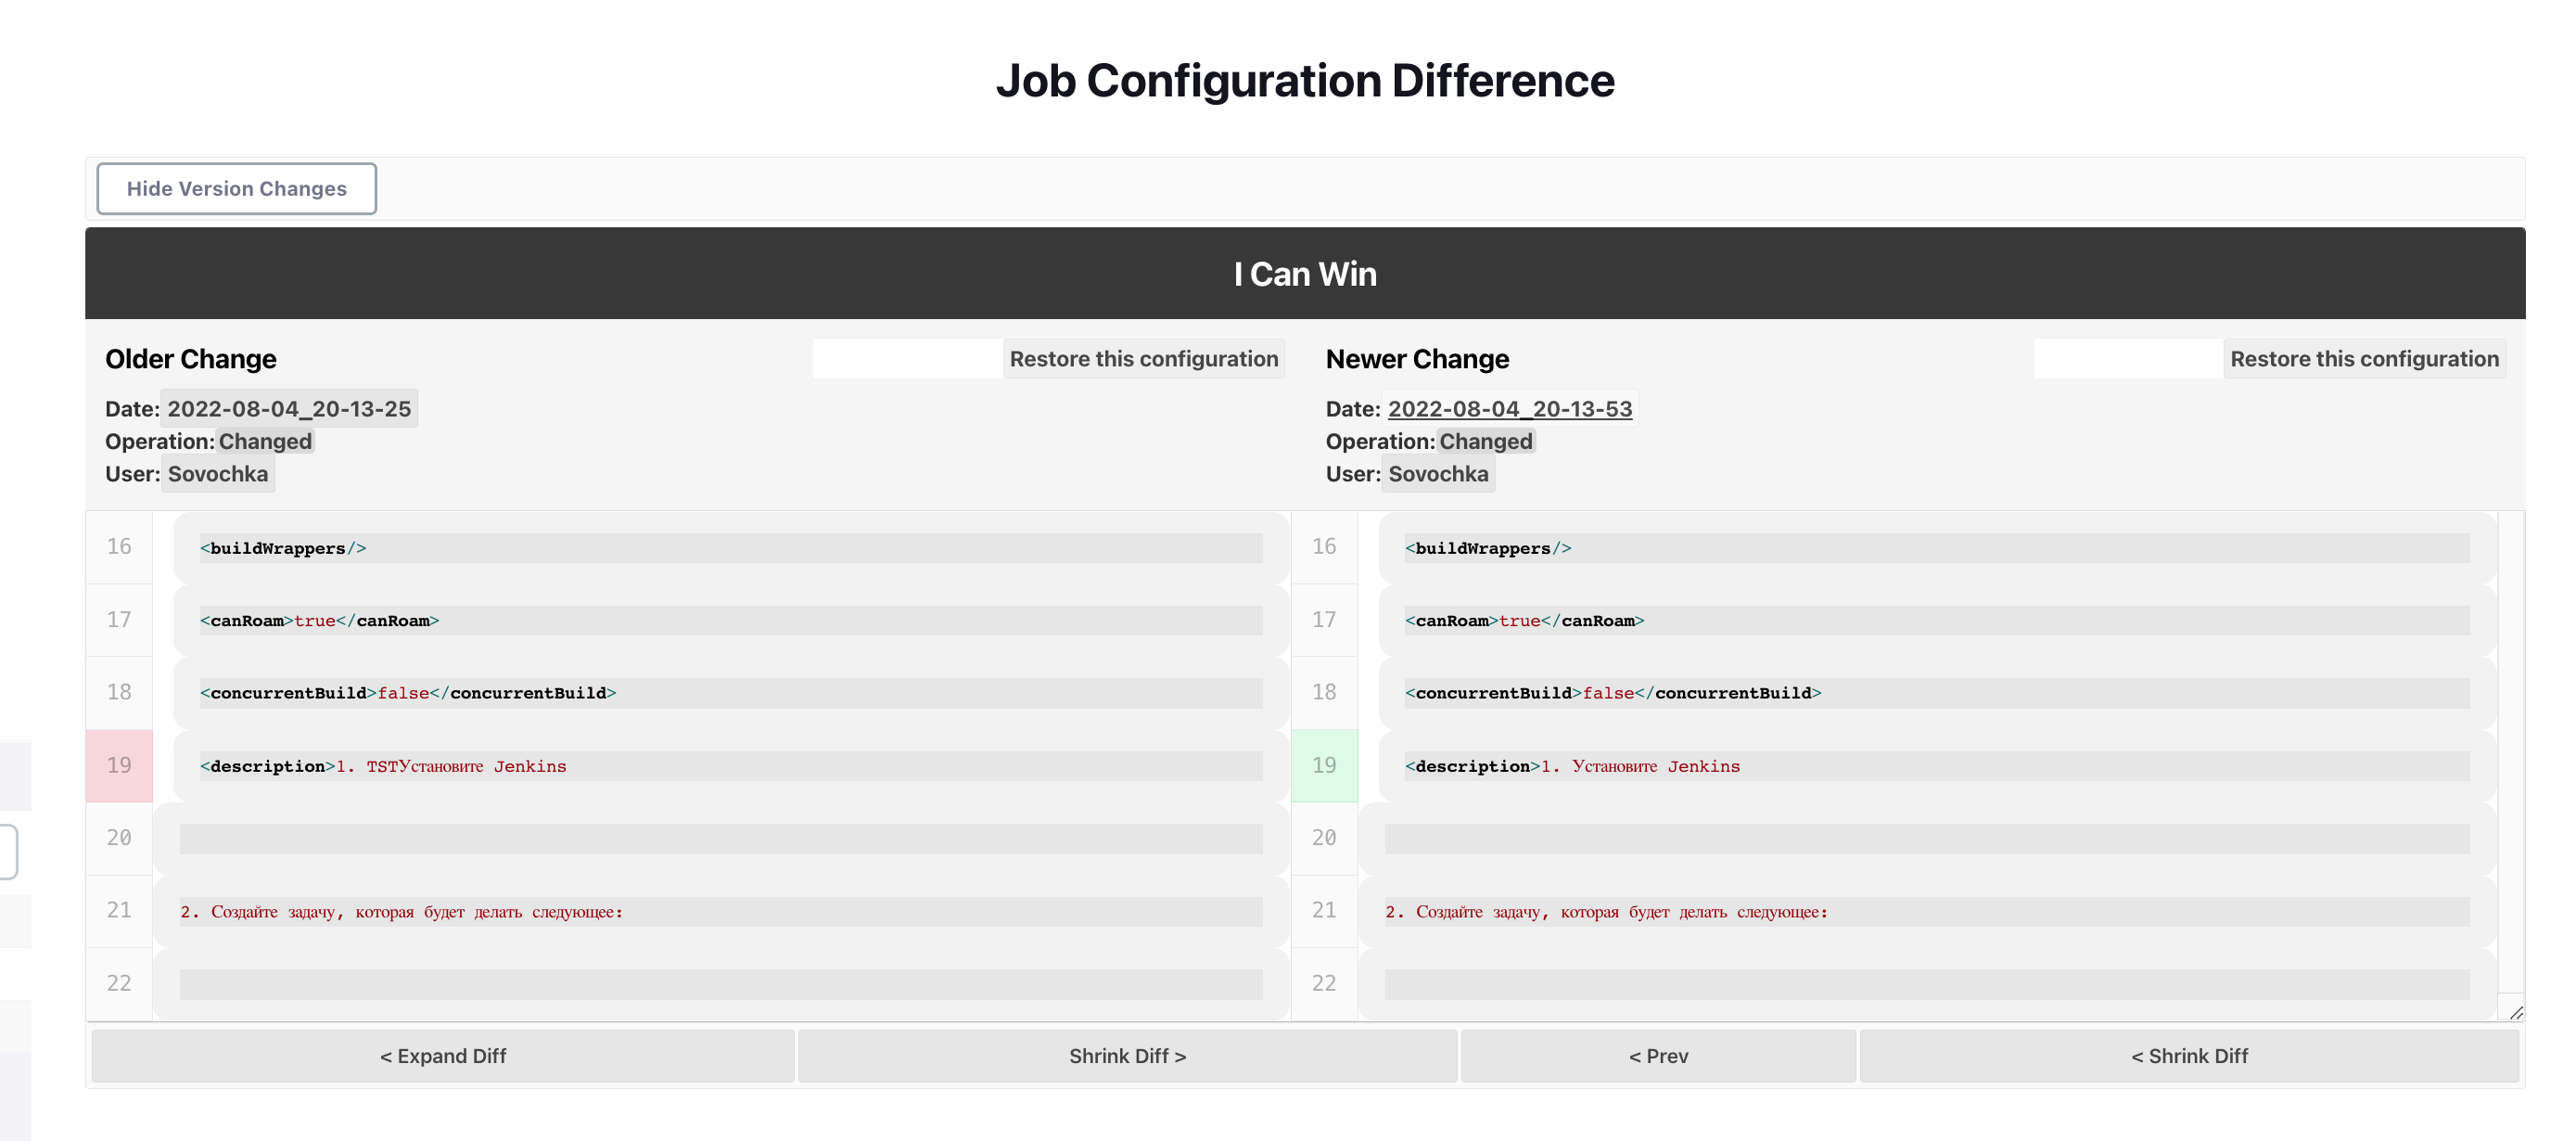 Job Configuration Difference
Hide Version Changes
I Can Win
Older Change
Restore this configuration
Date: 2022-08-04_20-13-25
Operation: Changed
User: Sovochka
Newer Change
Restore this configuration
Date: 2022-08-04_20-13-53
Operation: Changed
User: Sovochka
16 <buildWrappers/>
17 <canRoam>true</canRoam>
18 <concurrentBuild>false</concurrentBuild>
19 <description>1. TSTУстановите Jenkins
20
21 2. Создайте задачу, которая будет делать следующее:
22
16 <buildWrappers/>
17 <canRoam>true</canRoam>
18 <concurrentBuild>false</concurrentBuild>
19 <description>1. Установите Jenkins
20
21 2. Создайте задачу, которая будет делать следующее:
22
< Expand Diff
Shrink Diff >
< Prev
< Shrink Diff